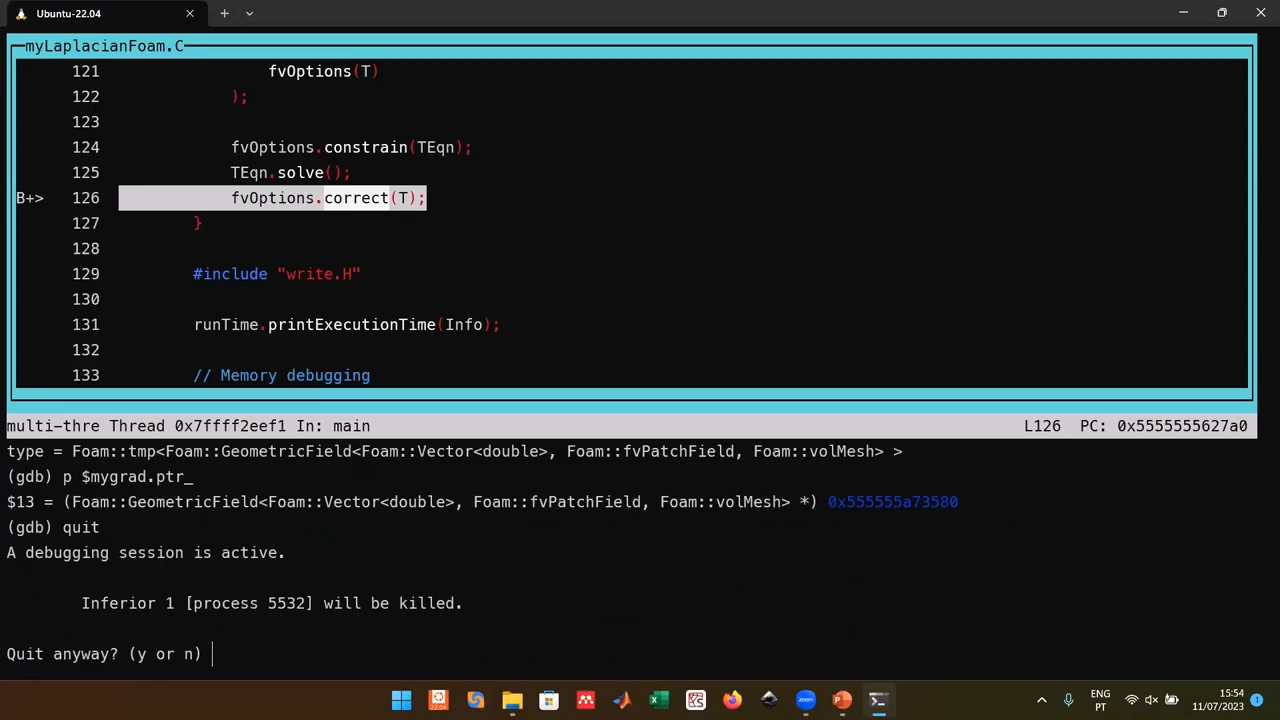 Ubuntu-22.04
myLaplacianFoam.C
121 fvOptions(T)
122 );
123
124 fvOptions.constrain(TEqn);
125 TEqn.solve();
B+> 126 fvOptions.correct(T);
127 }
128
129 #include "write.H"
130
131 runTime.printExecutionTime(Info);
132
133 // Memory debugging
multi-thre Thread 0x7ffff2eef1 In: main L126 PC: 0x5555555627a0
type = Foam::tmp<Foam::GeometricField<Foam::Vector<double>, Foam::fvPatchField, Foam::volMesh> >
(gdb) p $mygrad.ptr_
$13 = (Foam::GeometricField<Foam::Vector<double>, Foam::fvPatchField, Foam::volMesh> *) 0x555555a73580
(gdb) quit
A debugging session is active.
Inferior 1 [process 5532] will be killed.
Quit anyway? (y or n)
22.04
zoom
ENG
PT
15:54
11/07/2023
1